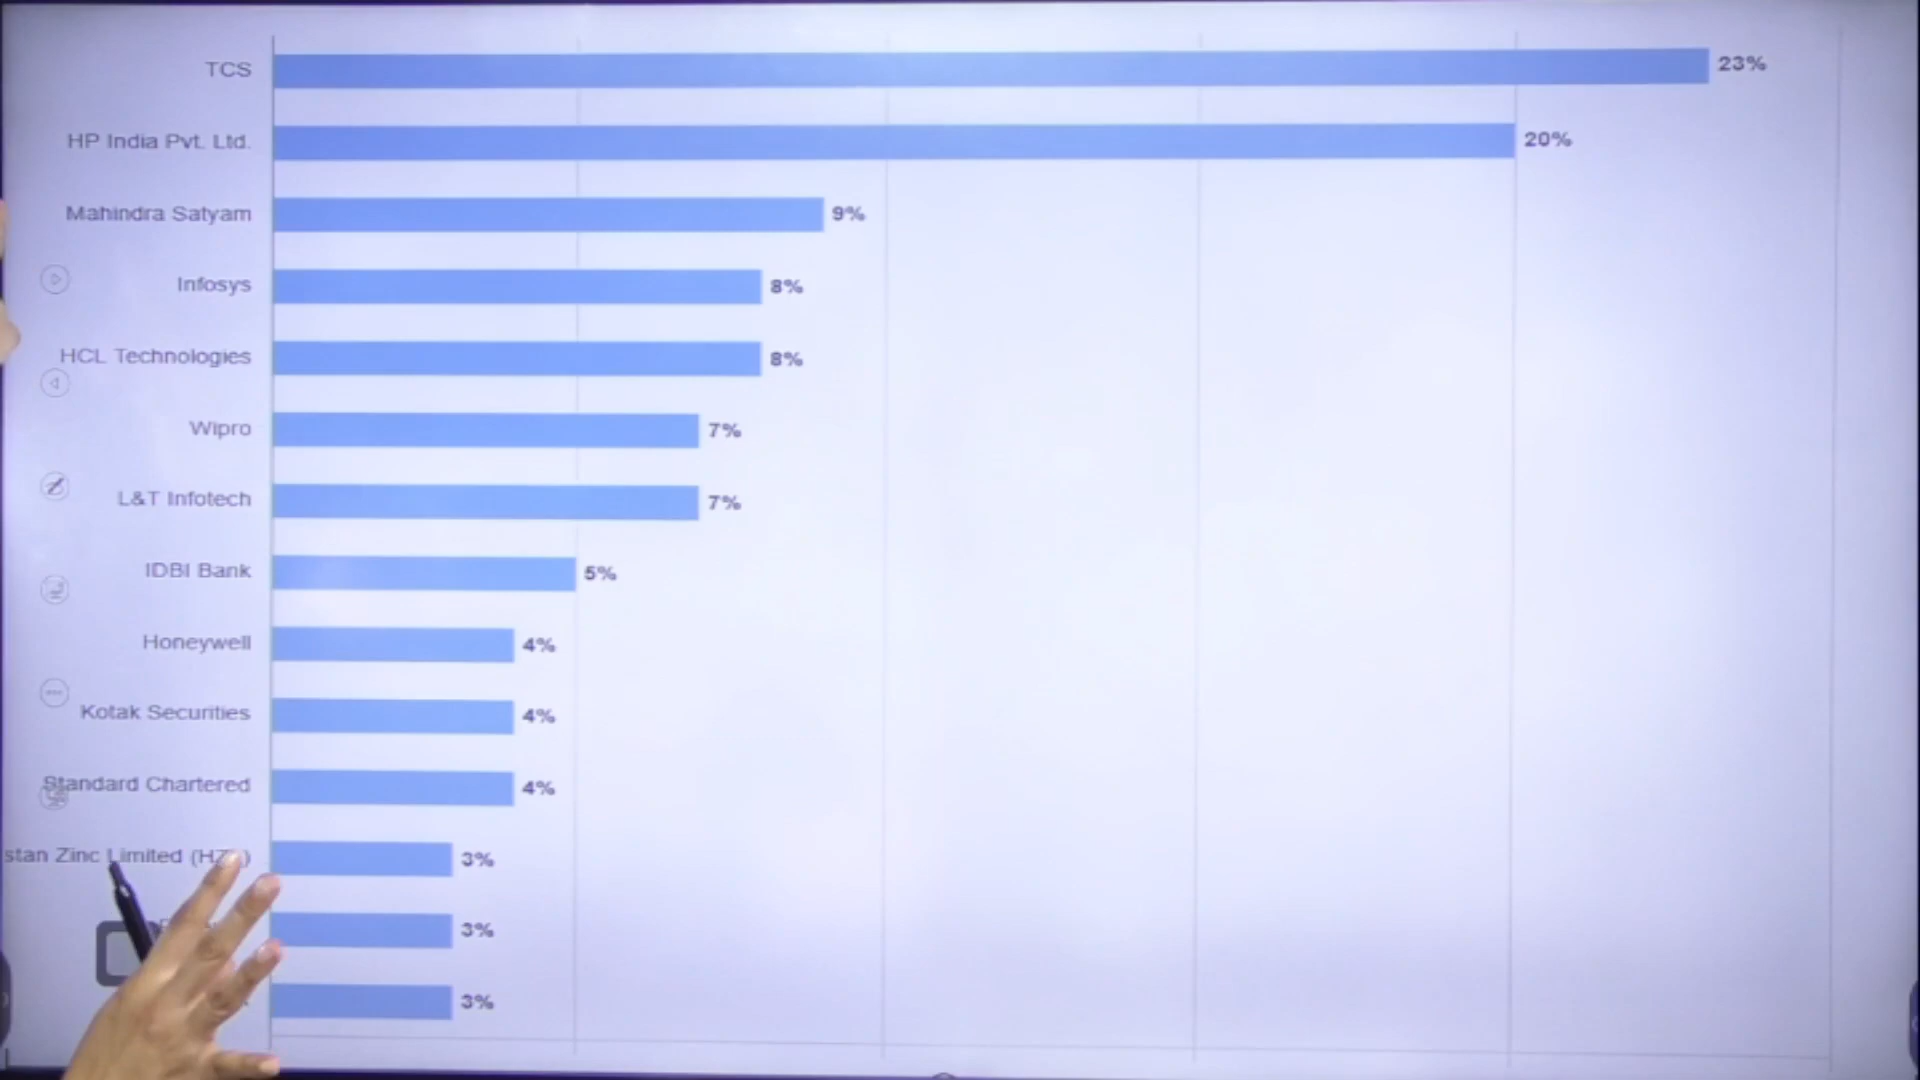 TCS 23%
HP India Pvt. Ltd. 20%
Mahindra Satyam 9%
Infosys 8%
HCL Technologies 8%
Wipro 7%
L&T Infotech 7%
IDBI Bank 5%
Honeywell 4%
Kotak Securities 4%
Standard Chartered 4%
stan Zinc Limited 3%
3%
3%